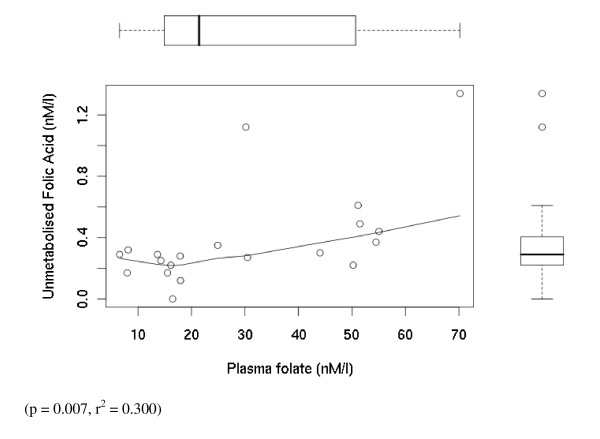 Unmetabolised Folic Acid (nM/l)
1.2
0.8
0.4
0.0
10 20 30 40 50 60 70
Plasma folate (nM/l)
(p = 0.007, r² = 0.300)